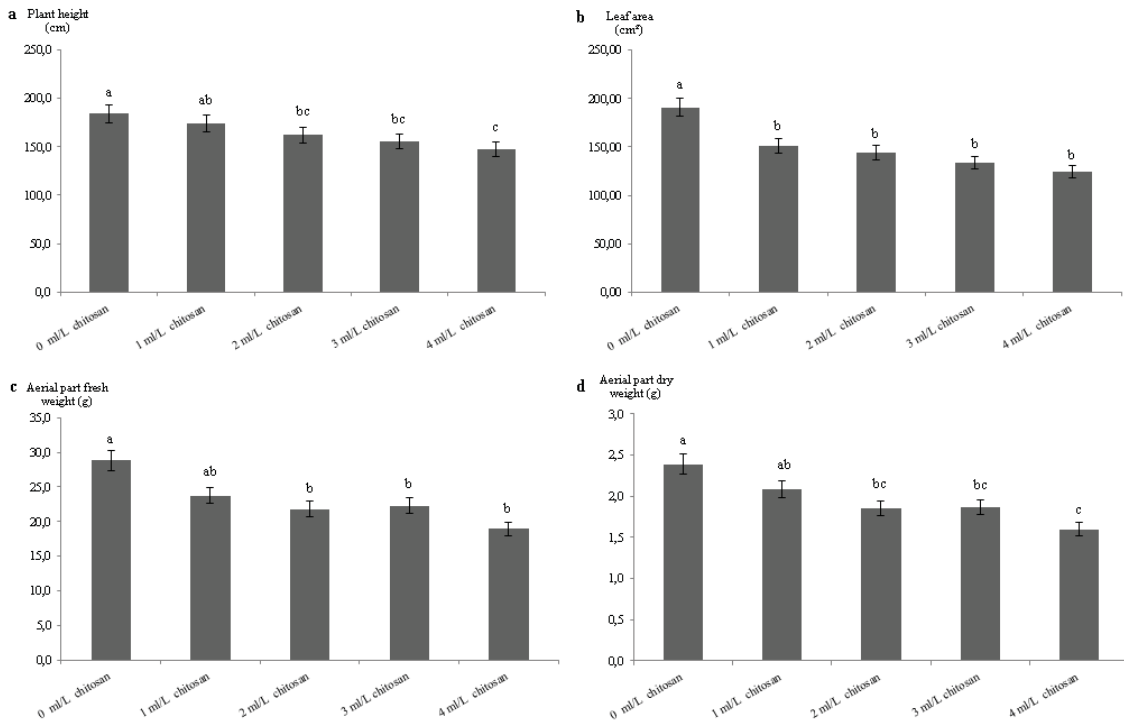 a Plant height
(cm)
250,0
200,0
150,0
100,0
50,0
0,0
a
ab
bc
bc
c
0 ml/L chitosan
1 ml/L chitosan
2 ml/L chitosan
3 ml/L chitosan
4 ml/L chitosan
b Leaf area
(cm²)
250,00
200,00
150,00
100,00
50,00
0,00
a
b
b
b
b
0 ml/L chitosan
1 ml/L chitosan
2 ml/L chitosan
3 ml/L chitosan
4 ml/L chitosan
c Aerial part fresh
weight (g)
35,0
30,0
25,0
20,0
15,0
10,0
5,0
0,0
a
ab
b
b
b
0 ml/L chitosan
1 ml/L chitosan
2 ml/L chitosan
3 ml/L chitosan
4 ml/L chitosan
d Aerial part dry
weight (g)
3,0
2,5
2,0
1,5
1,0
0,5
0,0
a
ab
bc
bc
c
0 ml/L chitosan
1 ml/L chitosan
2 ml/L chitosan
3 ml/L chitosan
4 ml/L chitosan